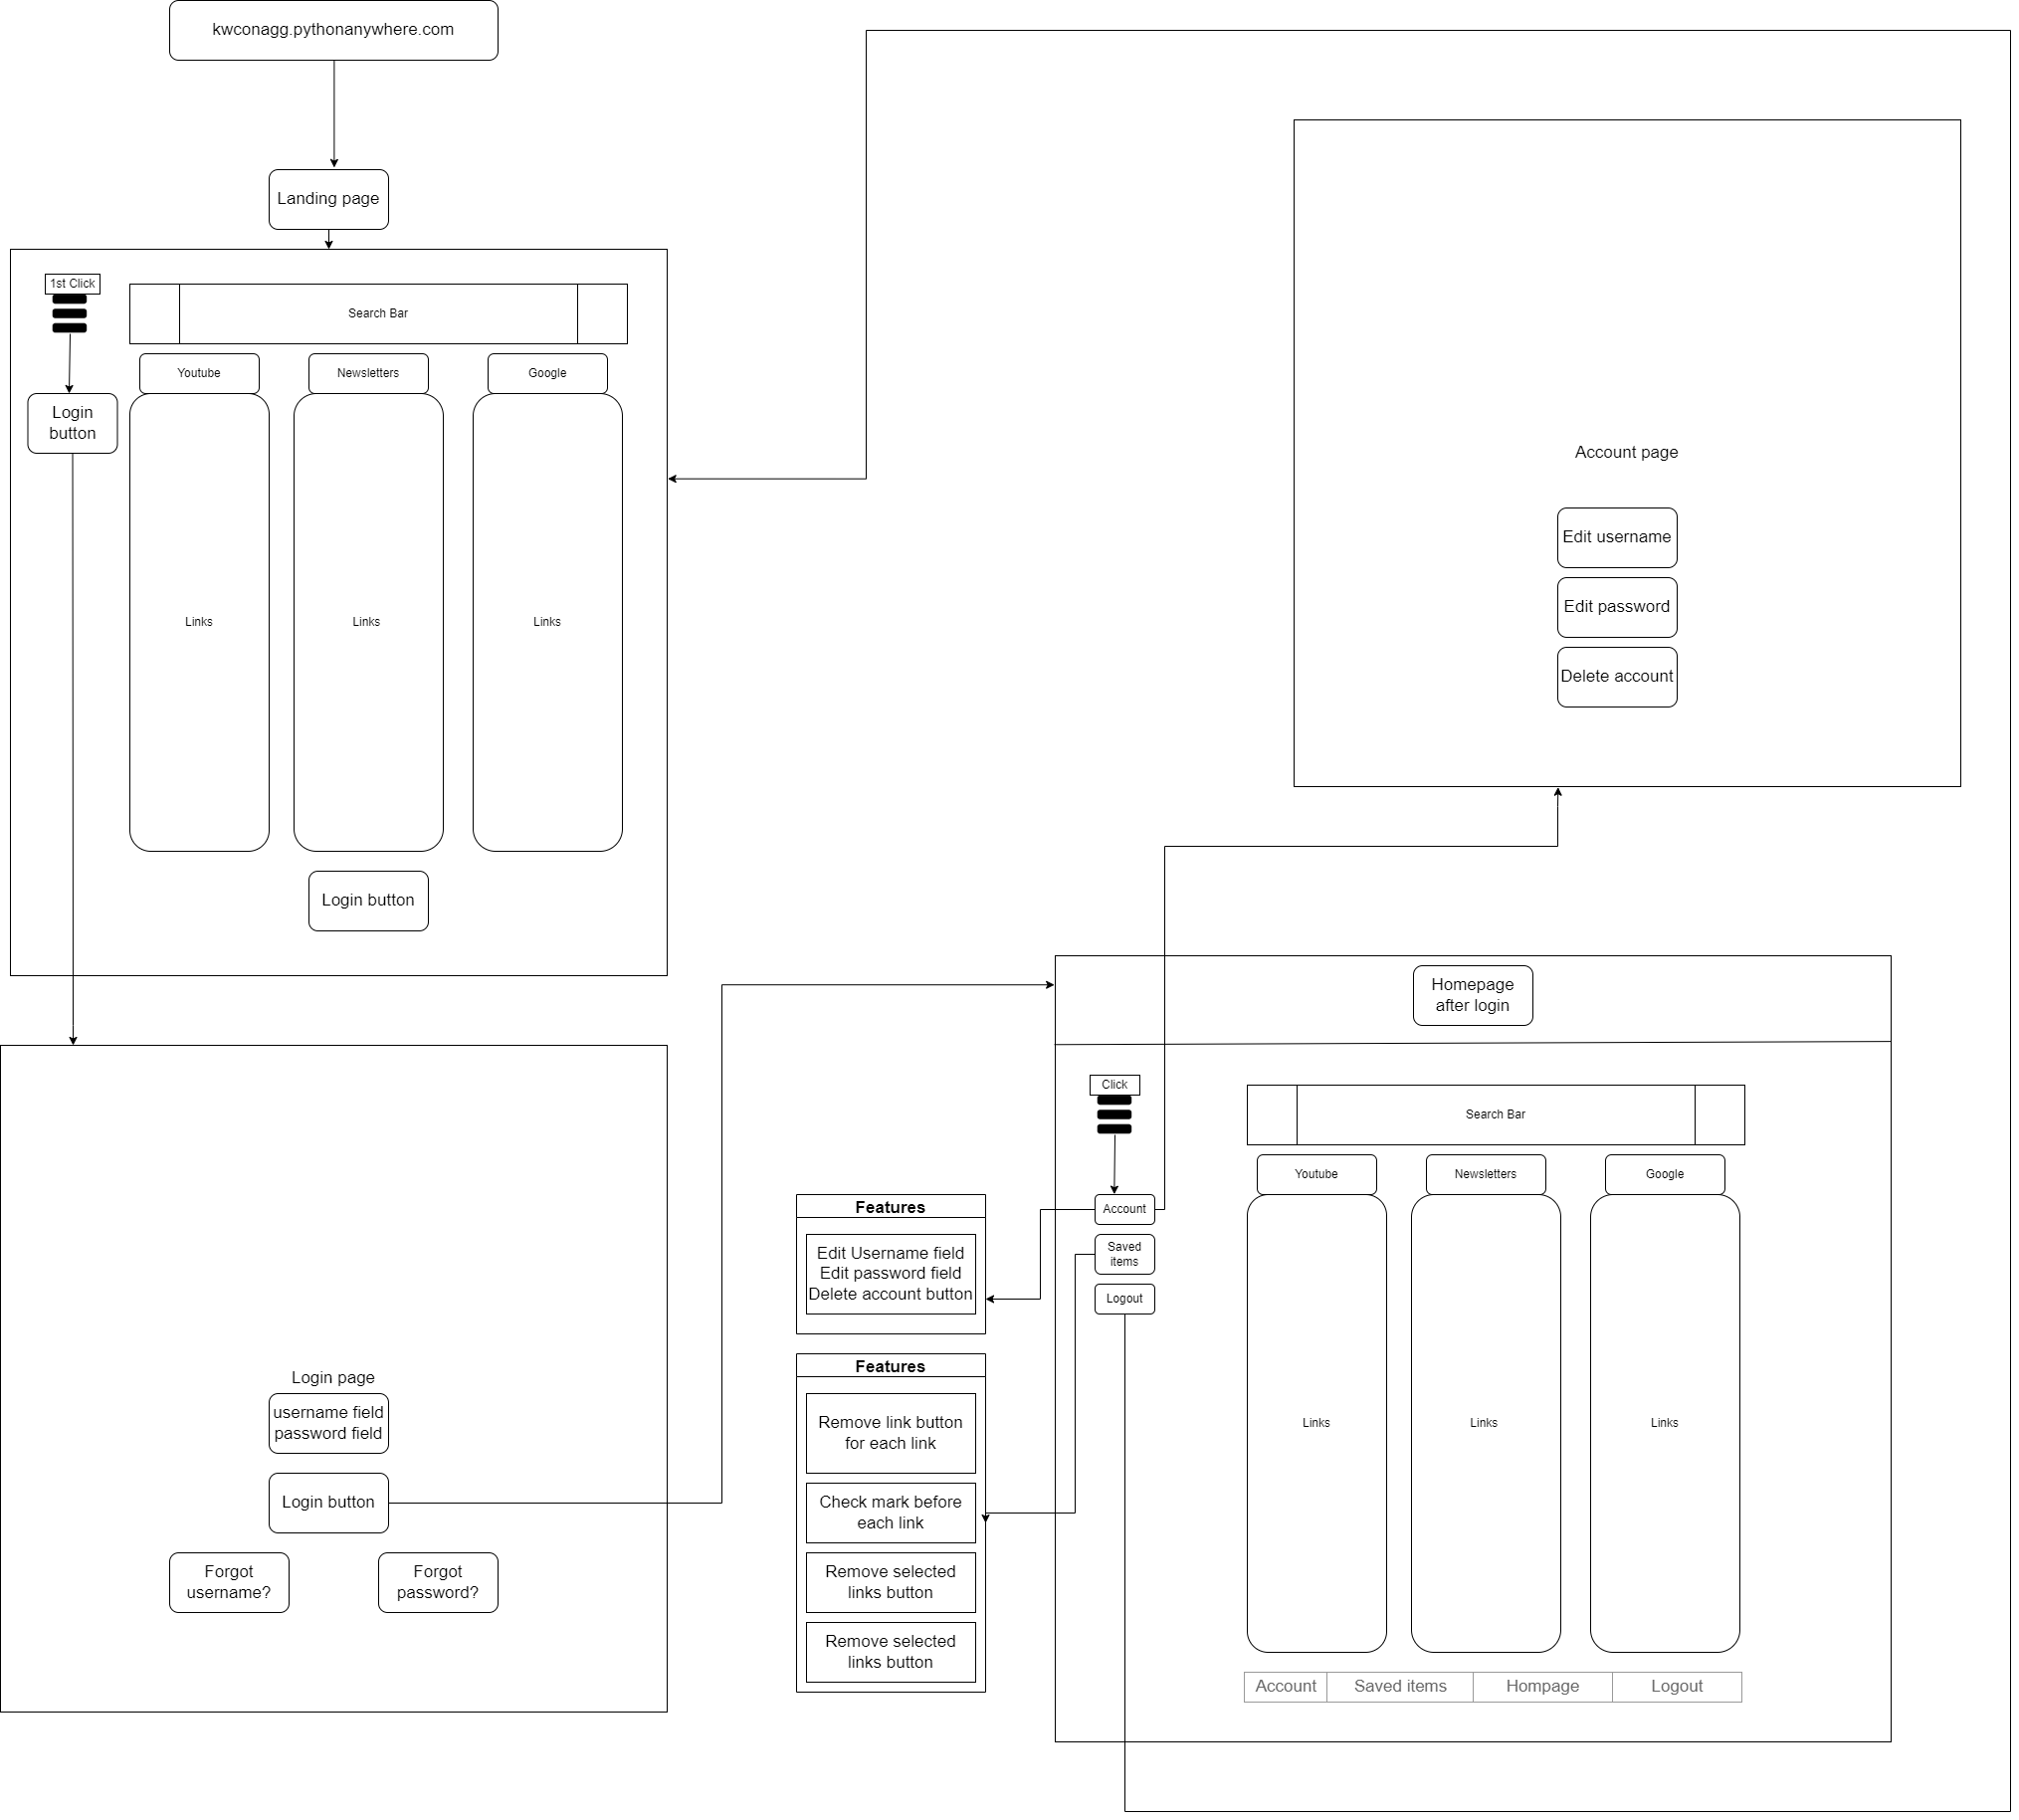 kwconagg.pythonanywhere.com
Landing page
1st Click
Search Bar
Youtube
Newsletters
Google
Login
button
Links
Links
Links
Login button
Account page
Edit username
Edit password
Delete account
Login page
username field
password field
Login button
Forgot
username?
Forgot
password?
Homepage
after login
Click
Search Bar
Youtube
Newsletters
Google
Account
Saved
items
Logout
Links
Links
Links
Account
Saved items
Hompage
Logout
Features
Edit Username field
Edit password field
Delete account button
Features
Remove link button
for each link
Check mark before
each link
Remove selected
links button
Remove selected
links button